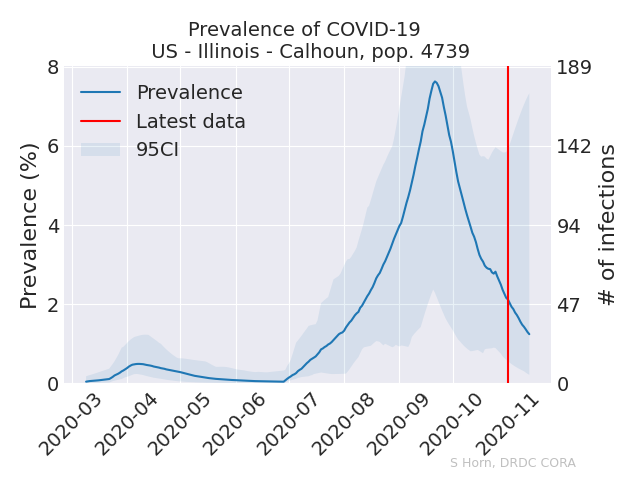 Prevalence of COVID-19
US - Illinois - Calhoun, pop. 4739
Prevalence (%)
8
6
4
2
0
Prevalence
Latest data
95CI
189
142
94
47
0
# of infections
2020-03
2020-04
2020-05
2020-06
2020-07
2020-08
2020-09
2020-10
2020-11
S Horn, DRDC CORA